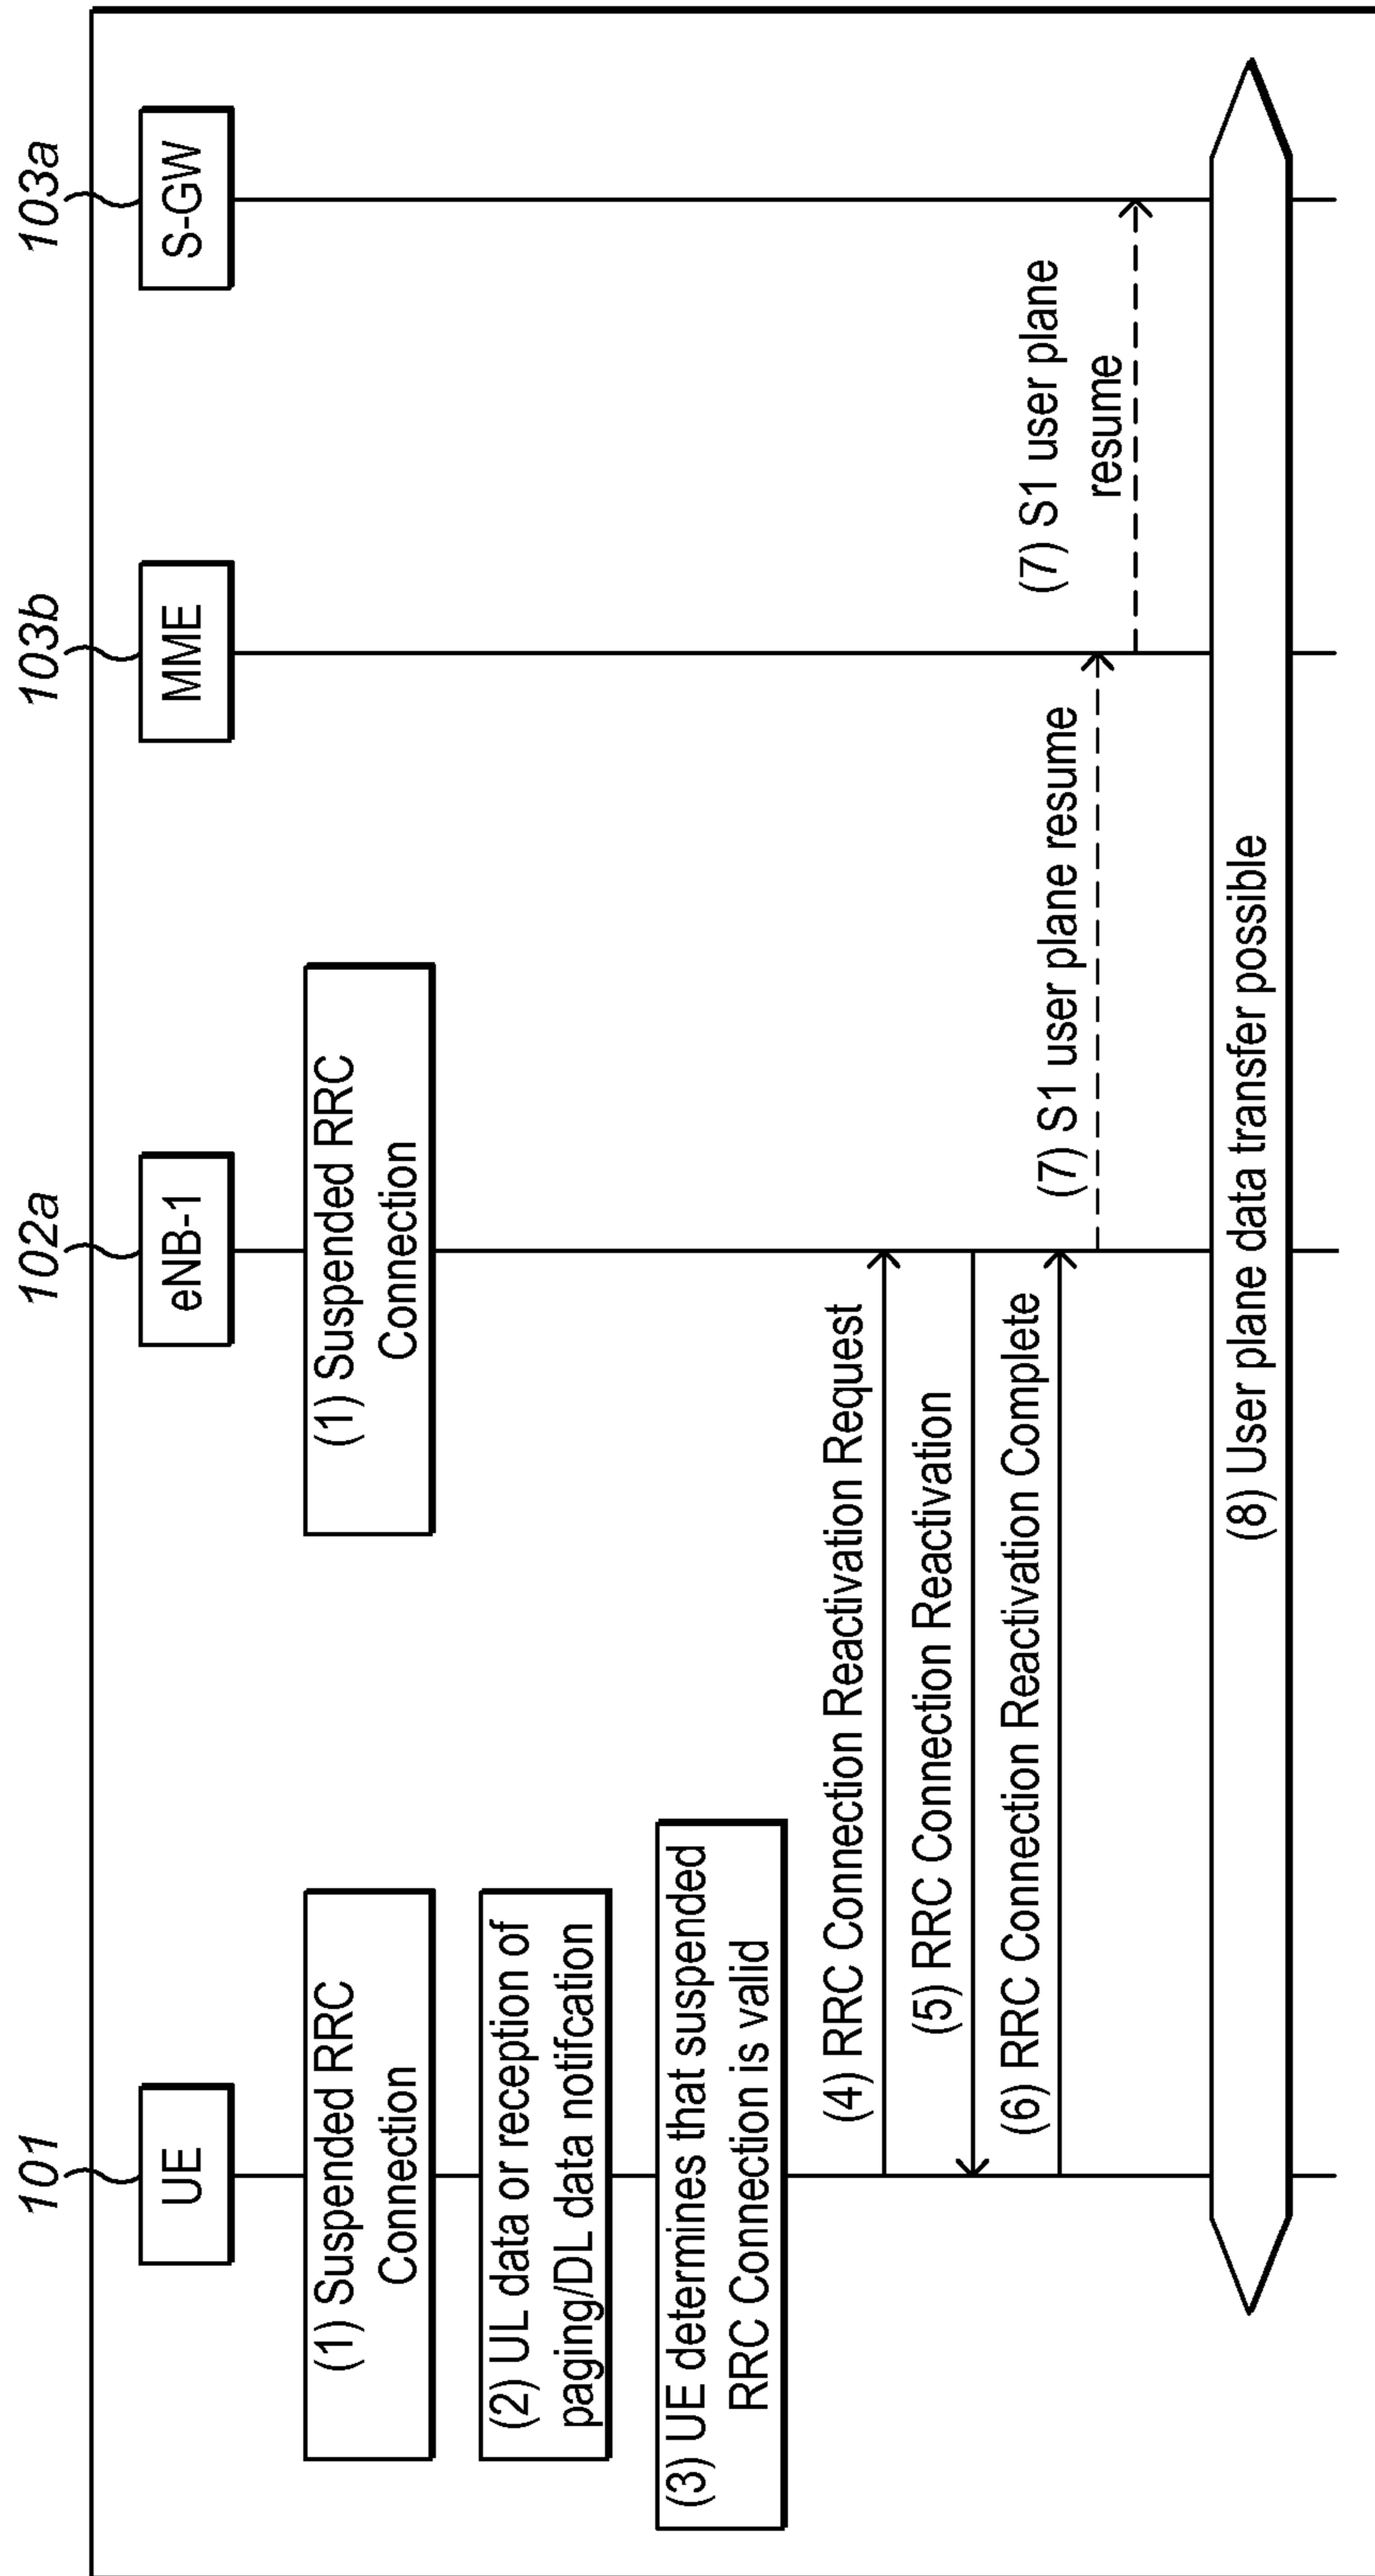 101
102a
103b
103a
UE
eNB-1
MME
S-GW
(1) Suspended RRC
Connection
(1) Suspended RRC
Connection
(2) UL data or reception of
paging/DL data notifcation
(3) UE determines that suspended
RRC Connection is valid
(4) RRC Connection Reactivation Request
(5) RRC Connection Reactivation
(6) RRC Connection Reactivation Complete
(7) S1 user plane resume
(7) S1 user plane
resume
(8) User plane data transfer possible